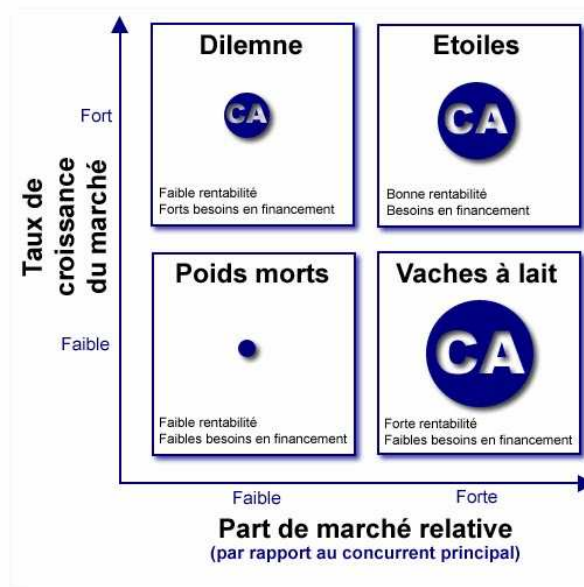 Dilemne
Etoiles
CA
CA
Fort
Faible rentabilité
Forts besoins en financement
Bonne rentabilité
Besoins en financement
Taux de
croissance
du marché
Poids morts
Vaches à lait
CA
Faible
Faible rentabilité
Faibles besoins en financement
Forte rentabilité
Faibles besoins en financement
Faible
Forte
Part de marché relative
(par rapport au concurrent principal)